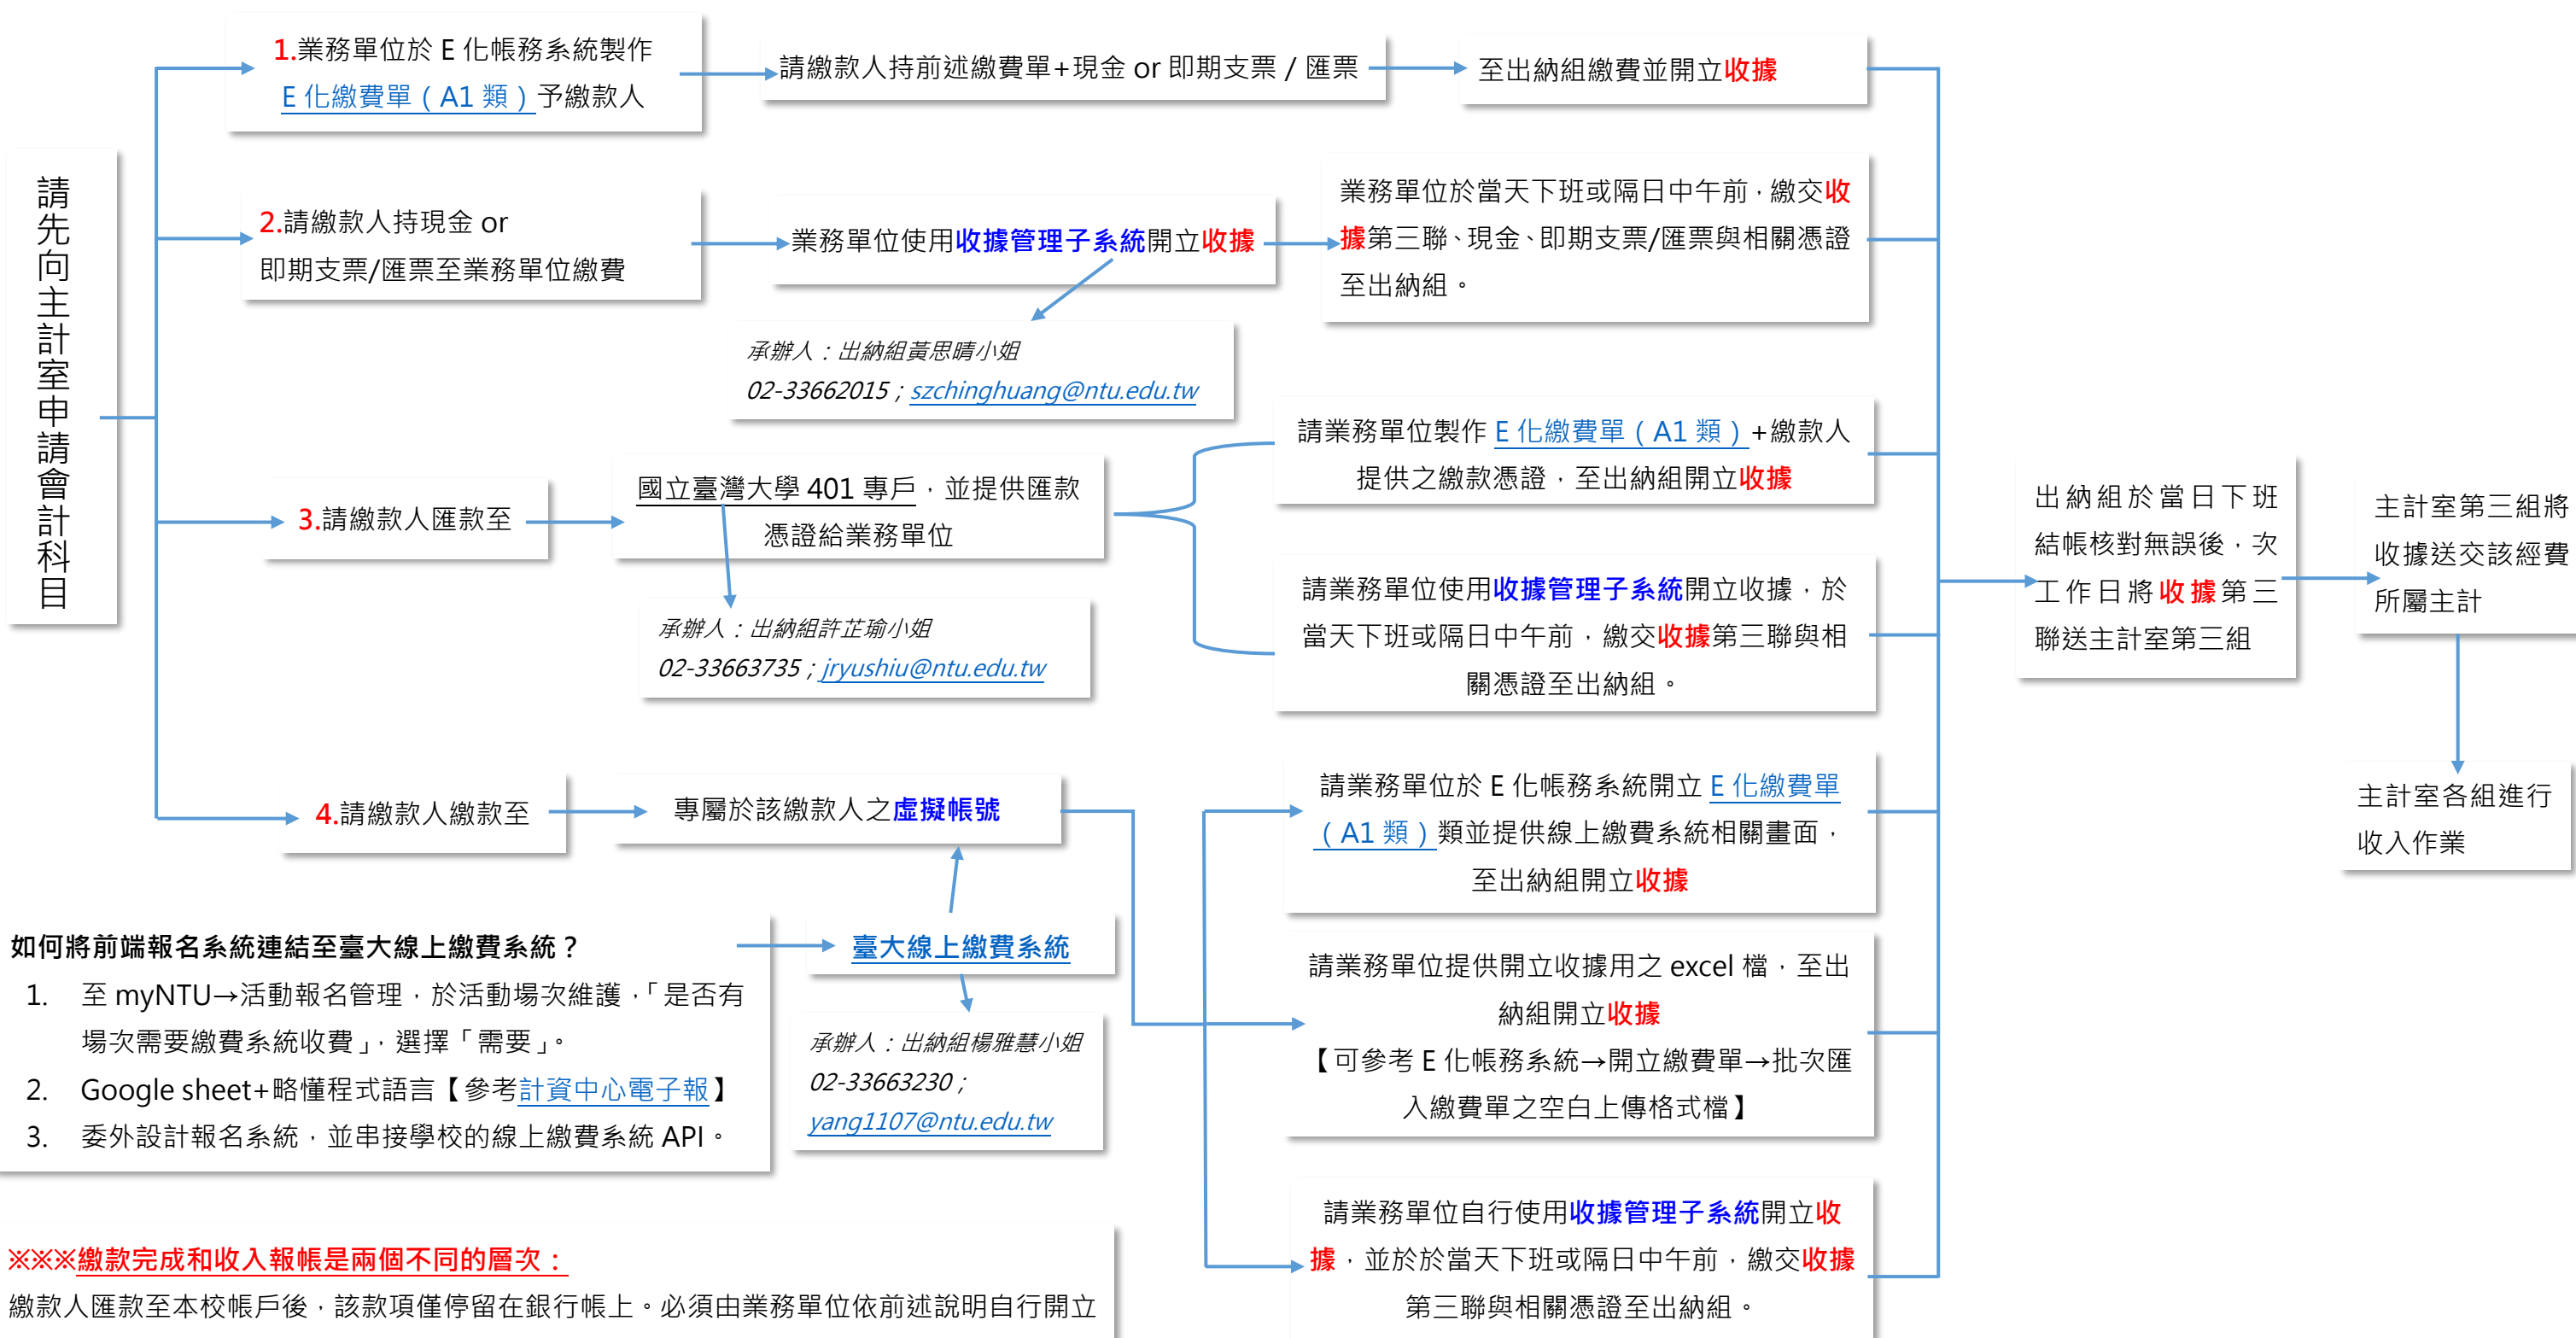 請先向主計室申請會計科目
1.業務單位於 E 化帳務系統製作
E 化繳費單（A1 類）予繳款人
請繳款人持前述繳費單+現金 or 即期支票 / 匯票
至出納組繳費並開立收據
2.請繳款人持現金 or
即期支票/匯票至業務單位繳費
業務單位使用收據管理子系統開立收據
業務單位於當天下班或隔日中午前，繳交收
據第三聯、現金、即期支票/匯票與相關憑證
至出納組。
承辦人：出納組黃思晴小姐
02-33662015；szchinghuang@ntu.edu.tw
3.請繳款人匯款至
國立臺灣大學 401 專戶，並提供匯款
憑證給業務單位
承辦人：出納組許芷瑜小姐
02-33663735；jryushiu@ntu.edu.tw
請業務單位製作 E 化繳費單（A1 類）+繳款人
提供之繳款憑證，至出納組開立收據
請業務單位使用收據管理子系統開立收據，於
當天下班或隔日中午前，繳交收據第三聯與相
關憑證至出納組。
4.請繳款人繳款至
專屬於該繳款人之虛擬帳號
臺大線上繳費系統
承辦人：出納組楊雅慧小姐
02-33663230；
yang1107@ntu.edu.tw
請業務單位於 E 化帳務系統開立 E 化繳費單
（A1 類）類並提供線上繳費系統相關畫面，
至出納組開立收據
請業務單位提供開立收據用之 excel 檔，至出
納組開立收據
【可參考 E 化帳務系統→開立繳費單→批次匯
入繳費單之空白上傳格式檔】
請業務單位自行使用收據管理子系統開立收
據，並於於當天下班或隔日中午前，繳交收據
第三聯與相關憑證至出納組。
出納組於當日下班
結帳核對無誤後，次
工作日將收據第三
聯送主計室第三組
主計室第三組將
收據送交該經費
所屬主計
主計室各組進行
收入作業
如何將前端報名系統連結至臺大線上繳費系統？
1. 至 myNTU→活動報名管理，於活動場次維護，「是否有
場次需要繳費系統收費」，選擇「需要」。
2. Google sheet+略懂程式語言【參考計資中心電子報】
3. 委外設計報名系統，並串接學校的線上繳費系統 API。
※※※繳款完成和收入報帳是兩個不同的層次：
繳款人匯款至本校帳戶後，該款項僅停留在銀行帳上。必須由業務單位依前述說明自行開立